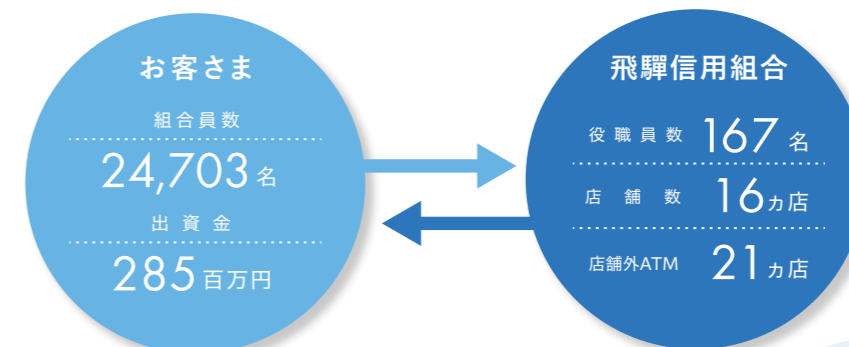 お客さま
組合員数
24,703名
出資金
285百万円
飛驒信用組合
役職員数 167名
店舗数 16ヵ店
店舗外ATM 21ヵ店